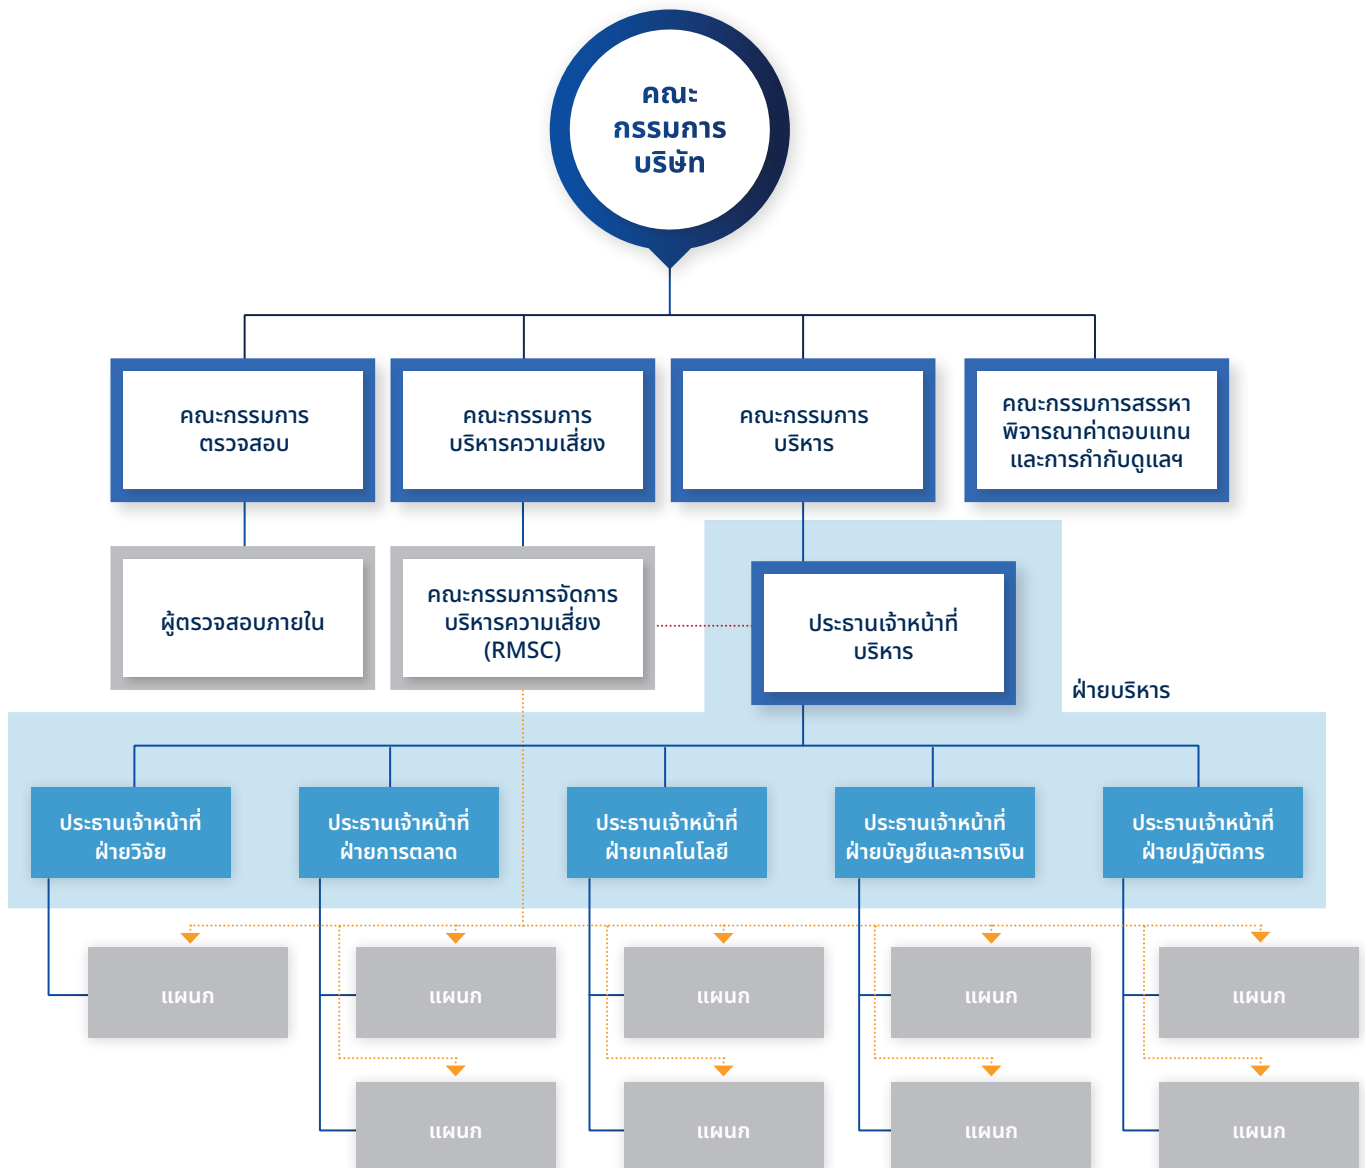 คณะ
กรรมการ
บริษัท
คณะกรรมการ
ตรวจสอบ
คณะกรรมการ
บริหารความเสี่ยง
คณะกรรมการ
บริหาร
คณะกรรมการสรรหา
พิจารณาค่าตอบแทน
และการกำกับดูแลฯ
ผู้ตรวจสอบภายใน
คณะกรรมการจัดการ
บริหารความเสี่ยง
(RMSC)
ประธานเจ้าหน้าที่
บริหาร
ฝ่ายบริหาร
ประธานเจ้าหน้าที่
ฝ่ายวิจัย
ประธานเจ้าหน้าที่
ฝ่ายการตลาด
ประธานเจ้าหน้าที่
ฝ่ายเทคโนโลยี
ประธานเจ้าหน้าที่
ฝ่ายบัญชีและการเงิน
ประธานเจ้าหน้าที่
ฝ่ายปฏิบัติการ
แผนก
แผนก
แผนก
แผนก
แผนก
แผนก
แผนก
แผนก
แผนก